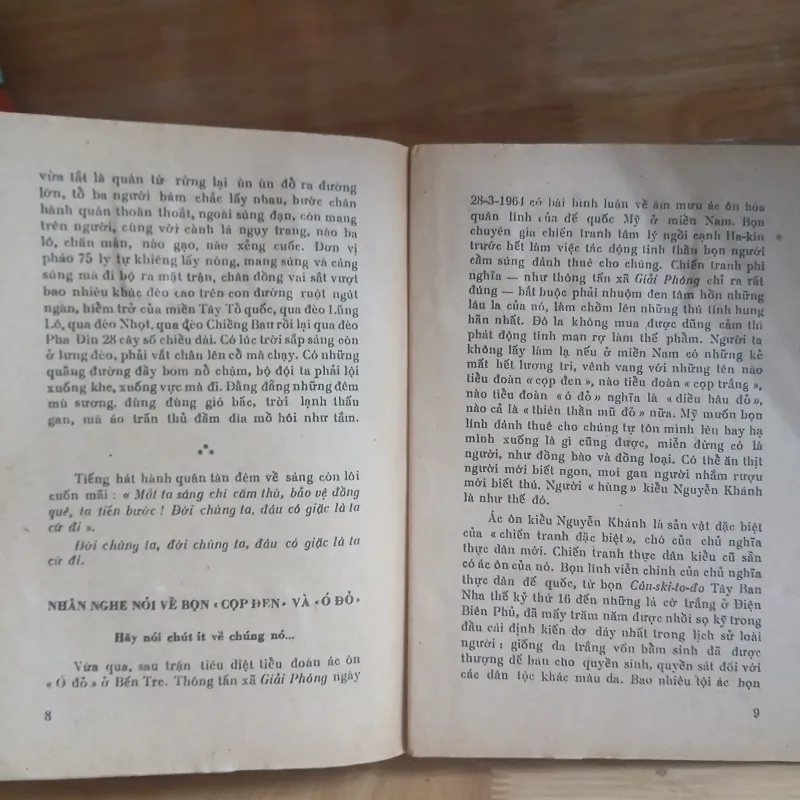 vừa tắt là quân từ rừng lại ùn ùn đổ ra đường
lớn, tổ ba người bám chắc lấy nhau, bước chân
hành quân thoăn thoắt, ngoài súng đạn, còn mang
trên người, cùng với cành lá ngụy trang, nào ba
lô, chăn màn, nào gạo, nào xẻng cuốc. Đơn vị
pháo 75 ly tự khiêng lấy nòng, mang súng và càng
súng mà đi bộ ra mặt trận, chân đồng vai sắt vượt
bao nhiêu khúc đèo cao trên con đường ruột ngút
ngàn, hiểm trở của miền Tây Tổ quốc, qua đèo Lũng
Lô, qua đèo Nhọt, qua đèo Chiềng Ban rồi lại qua đèo
Pha Đin 28 cây số chiều dài. Có lúc trời sắp sáng còn
ở lưng đèo, phải vắt chân lên cổ mà chạy. Có những
quãng đường đầy bom nổ chậm, bộ đội ta phải lội
xuống khe, xuống vực mà đi. Đằng đẵng những đêm
mù sương, đùng đùng gió bấc, trời lạnh thấu
gan, mà áo trấn thủ đầm đìa mồ hôi như tắm.
Tiếng hát hành quân tàn đêm về sáng còn lôi
cuốn mãi : « Mắt ta sáng chí căm thù, bảo vệ đồng
quê, ta tiến bước ! Đời chúng ta, đâu có giặc là ta
cứ đi ».
Đời chúng ta, đời chúng ta, đâu có giặc là ta
cứ đi.
NHÂN NGHE NÓI VỀ BỌN «CỌP ĐEN» VÀ «Ó ĐỎ»
Hãy nói chút ít về chúng nó...
Vừa qua, sau trận tiêu diệt tiểu đoàn ác ôn
« Ó đỏ » ở Bến Tre. Thông tấn xã Giải Phóng ngày
8
28-3-1964 có bài bình luận về âm mưu ác ôn hóa
quân lính của đế quốc Mỹ ở miền Nam. Bọn
chuyên gia chiến tranh tâm lý ngồi cạnh Ha-kin
trước hết làm việc tác động tinh thần bọn người
cầm súng đánh thuê cho chúng. Chiến tranh phi
nghĩa — như thông tấn xã Giải Phóng chỉ ra rất
đúng — bắt buộc phải nhuộm đen tâm hồn những
lâu la của nó, làm chồm lên những thú tính hung
hãn nhất. Đó là không mua được dũng cảm thì
phát động tính man rợ làm thế phẩm. Người ta
không lấy làm lạ nếu ở miền Nam có những kẻ
mất hết lương tri, vênh vang với những tên nào
tiểu đoàn « cọp đen », nào tiểu đoàn « cọp trắng »,
nào tiểu đoàn « ó đỏ » nghĩa là « diều hâu đỏ »,
nào cả là « thiên thần mũ đỏ » nữa. Mỹ muốn bọn
lính đánh thuê cho chúng tự tôn mình lên hay hạ
mình xuống là gì cũng được, miễn đừng có là
người, như đồng bào và đồng loại. Có thể ăn thịt
người mới biết ngon, moi gan người nhắm rượu
mới biết thú. Người « hùng » kiểu Nguyễn Khánh
là như thế đó.
Ác ôn kiểu Nguyễn Khánh là sản vật đặc biệt
của « chiến tranh đặc biệt », chó của chủ nghĩa
thực dân mới. Chiến tranh thực dân kiểu cũ sẵn
có ác ôn của nó. Bọn lính viễn chinh của chủ nghĩa
thực dân đế quốc, từ bọn Côn-ski-to-đo Tây Ban
Nha thế kỷ thứ 16 đến những lá cờ trắng ở Điện
Biên Phủ, đã mấy trăm năm được nhồi sọ kỹ trong
đầu cái định kiến dơ dáy nhất trong lịch sử loài
người : giống da trắng vốn bẩm sinh đã được
thượng đế ban cho quyền sinh, quyền sát đối với
các dân tộc khác màu da. Bao nhiêu tội ác bọn
9